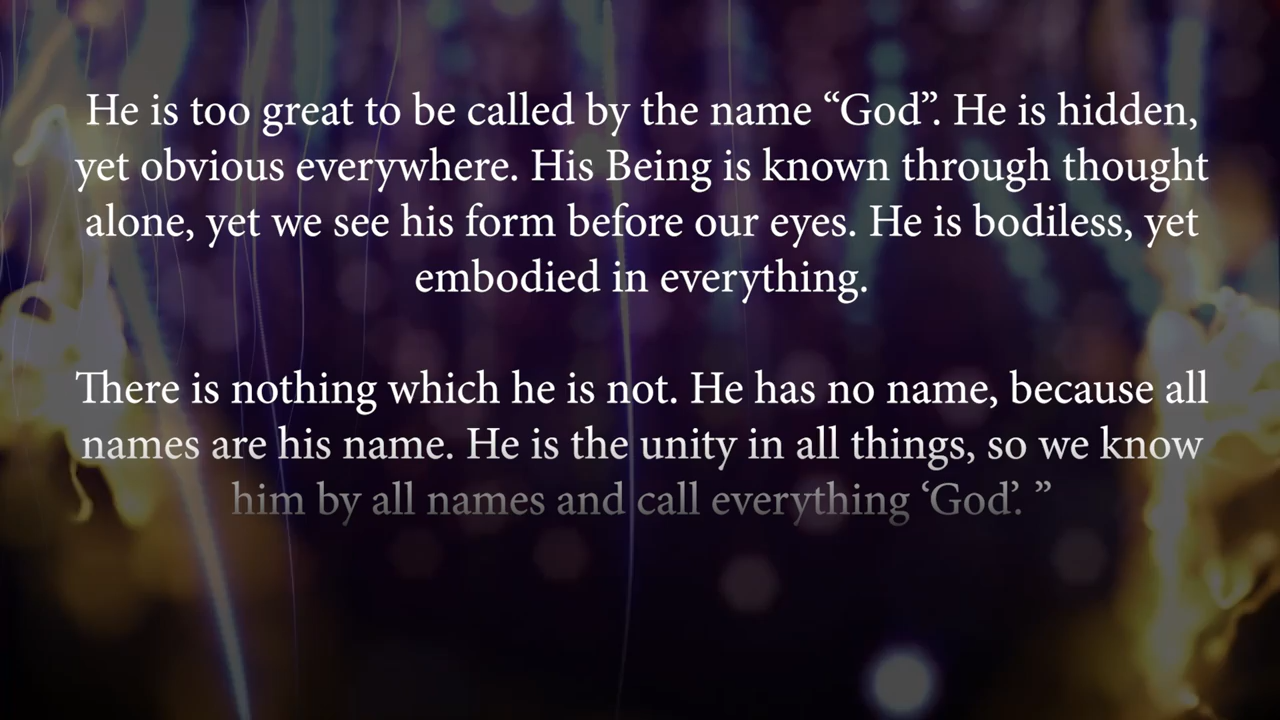 He is too great to be called by the name “God”. He is hidden,
yet obvious everywhere. His Being is known through thought
alone, yet we see his form before our eyes. He is bodiless, yet
embodied in everything.
There is nothing which he is not. He has no name, because all
names are his name. He is the unity in all things, so we know
him by all names and call everything ‘God’. ”